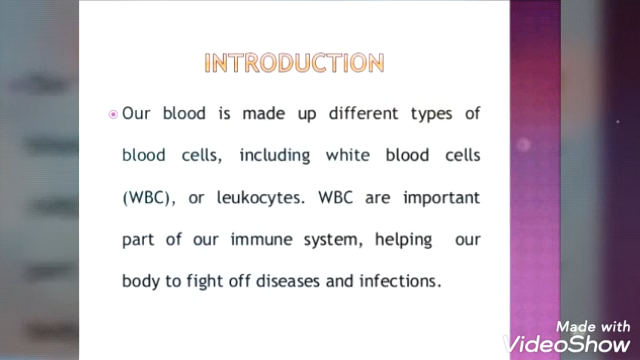 INTRODUCTION
Our blood is made up different types of
blood cells, including white blood cells
(WBC), or leukocytes. WBC are important
part of our immune system, helping our
body to fight off diseases and infections.
Made with
VideoShow